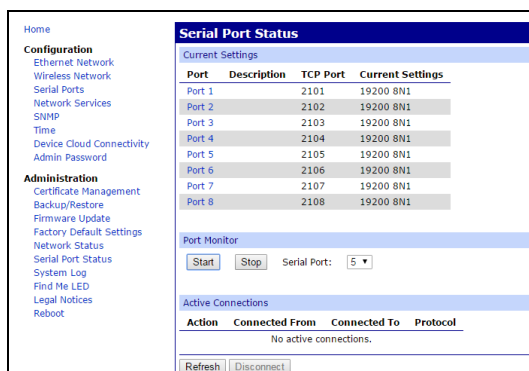 Home
Configuration
Ethernet Network
Wireless Network
Serial Ports
Network Services
SNMP
Time
Device Cloud Connectivity
Admin Password
Administration
Certificate Management
Backup/Restore
Firmware Update
Factory Default Settings
Network Status
Serial Port Status
System Log
Find Me LED
Legal Notices
Reboot
Serial Port Status
Current Settings
Port Description TCP Port Current Settings
Port 1 2101 19200 8N1
Port 2 2102 19200 8N1
Port 3 2103 19200 8N1
Port 4 2104 19200 8N1
Port 5 2105 19200 8N1
Port 6 2106 19200 8N1
Port 7 2107 19200 8N1
Port 8 2108 19200 8N1
Port Monitor
Start Stop Serial Port: 5
Active Connections
Action Connected From Connected To Protocol
No active connections.
Refresh Disconnect